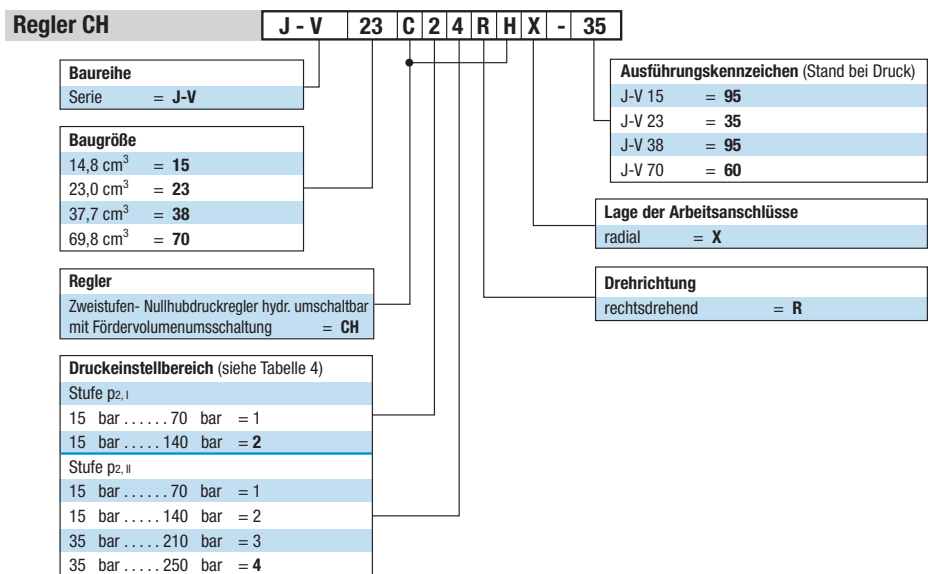 Regler CH
J - V 23 C 2 4 R H X - 35
Baureihe
Serie = J-V
Baugröße
14,8 cm³ = 15
23,0 cm³ = 23
37,7 cm³ = 38
69,8 cm³ = 70
Regler
Zweistufen- Nullhubdruckregler hydr. umschaltbar
mit Fördervolumenumsschaltung = CH
Druckeinstellbereich (siehe Tabelle 4)
Stufe p2, I
15 bar . . . . . . 70 bar = 1
15 bar . . . . . 140 bar = 2
Stufe p2, II
15 bar . . . . . . 70 bar = 1
15 bar . . . . . 140 bar = 2
35 bar . . . . . 210 bar = 3
35 bar . . . . . 250 bar = 4
Ausführungskennzeichen (Stand bei Druck)
J-V 15 = 95
J-V 23 = 35
J-V 38 = 95
J-V 70 = 60
Lage der Arbeitsanschlüsse
radial = X
Drehrichtung
rechtsdrehend = R